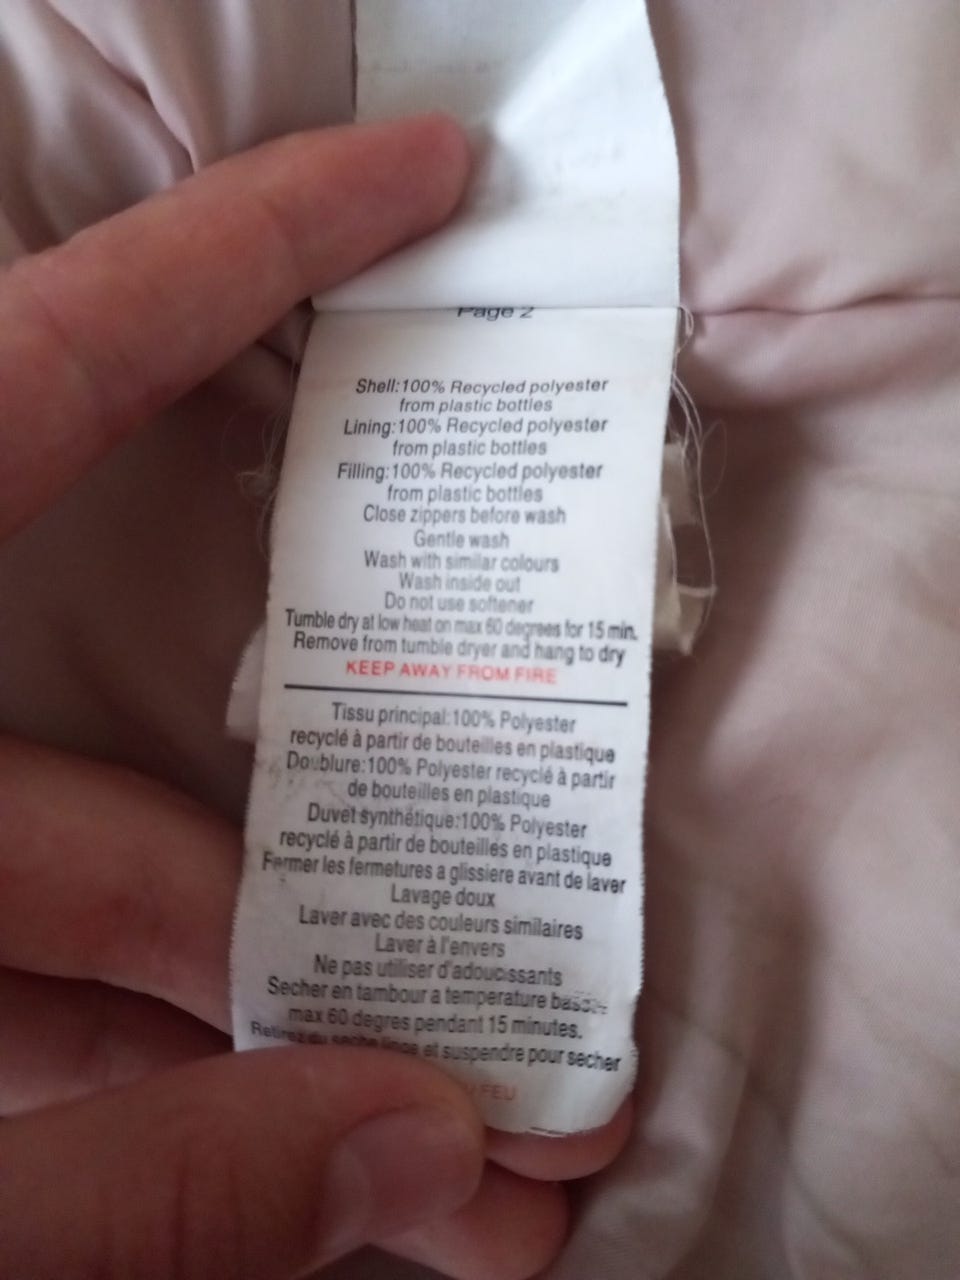 Page 2
Shell:100% Recycled polyester
from plastic bottles
Lining:100% Recycled polyester
from plastic bottles
Filling:100% Recycled polyester
from plastic bottles
Close zippers before wash
Gentle wash
Wash with similar colours
Wash inside out
Do not use softener
Tumble dry at low heat on max 60 degrees for 15 min.
Remove from tumble dryer and hang to dry
KEEP AWAY FROM FIRE
Tissu principal:100% Polyester
recyclé à partir de bouteilles en plastique
Doublure:100% Polyester recyclé à partir
de bouteilles en plastique
Duvet synthétique:100% Polyester
recyclé à partir de bouteilles en plastique
Fermer les fermetures a glissiere avant de laver
Lavage doux
Laver avec des couleurs similaires
Laver à l'envers
Ne pas utiliser d'adoucissants
Secher en tambour a temperature basse
max 60 degres pendant 15 minutes.
Retirez du seche linge et suspendre pour secher
FEU